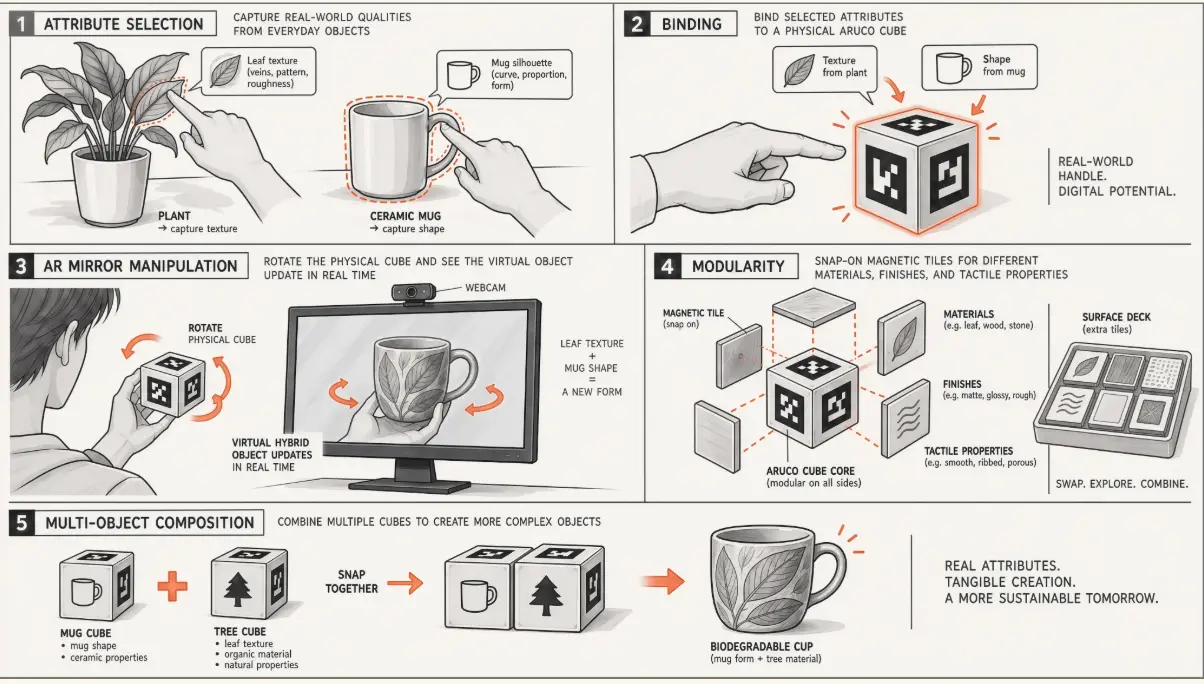 1 ATTRIBUTE SELECTION
CAPTURE REAL-WORLD QUALITIES
FROM EVERYDAY OBJECTS
Leaf texture
(veins, pattern,
roughness)
Mug silhouette
(curve, proportion,
form)
PLANT
→ capture texture
CERAMIC MUG
→ capture shape
2 BINDING
BIND SELECTED ATTRIBUTES
TO A PHYSICAL ARUCO CUBE
Texture
from plant
Shape
from mug
REAL-WORLD
HANDLE.
DIGITAL POTENTIAL.
3 AR MIRROR MANIPULATION
ROTATE THE PHYSICAL CUBE AND SEE THE VIRTUAL OBJECT
UPDATE IN REAL TIME
WEBCAM
ROTATE
PHYSICAL CUBE
LEAF TEXTURE
+
MUG SHAPE
=
A NEW FORM
VIRTUAL HYBRID
OBJECT UPDATES
IN REAL TIME
4 MODULARITY
SNAP-ON MAGNETIC TILES FOR DIFFERENT
MATERIALS, FINISHES, AND TACTILE PROPERTIES
MAGNETIC TILE
(snap on)
MATERIALS
(e.g. leaf, wood, stone)
FINISHES
(e.g. matte, glossy, rough)
TACTILE PROPERTIES
(e.g. smooth, ribbed, porous)
ARUCO CUBE CORE
(modular on all sides)
SURFACE DECK
(extra tiles)
SWAP. EXPLORE. COMBINE.
5 MULTI-OBJECT COMPOSITION
COMBINE MULTIPLE CUBES TO CREATE MORE COMPLEX OBJECTS
MUG CUBE
• mug shape
• ceramic properties
TREE CUBE
• leaf texture
• organic material
• natural properties
SNAP
TOGETHER
BIODEGRADABLE CUP
(mug form + tree material)
REAL ATTRIBUTES.
TANGIBLE CREATION.
A MORE SUSTAINABLE TOMORROW.